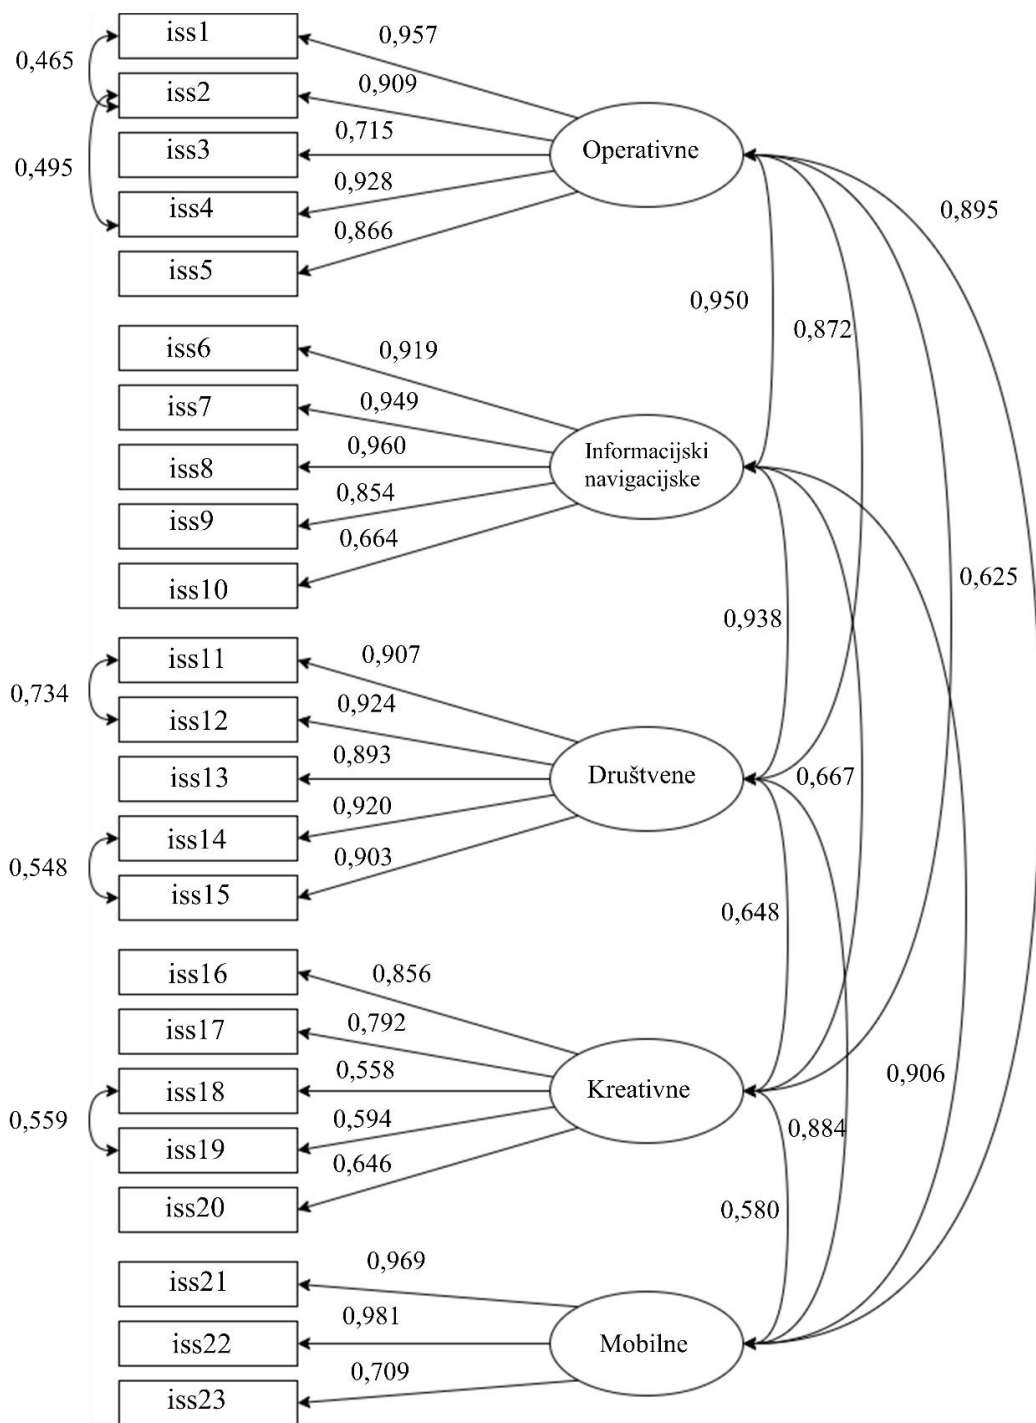 iss1
0,957
0,465
iss2
0,909
Operativne
iss3
0,715
0,495
iss4
0,928
0,895
iss5
0,866
0,950
0,872
iss6
0,919
iss7
0,949
Informacijski
navigacijske
iss8
0,960
iss9
0,854
iss10
0,664
0,625
0,938
iss11
0,907
0,734
iss12
0,924
iss13
0,893
Društvene
0,667
iss14
0,920
0,548
iss15
0,903
0,648
iss16
0,856
iss17
0,792
iss18
0,558
Kreativne
0,906
0,559
iss19
0,594
0,884
iss20
0,646
0,580
iss21
0,969
iss22
0,981
Mobilne
iss23
0,709